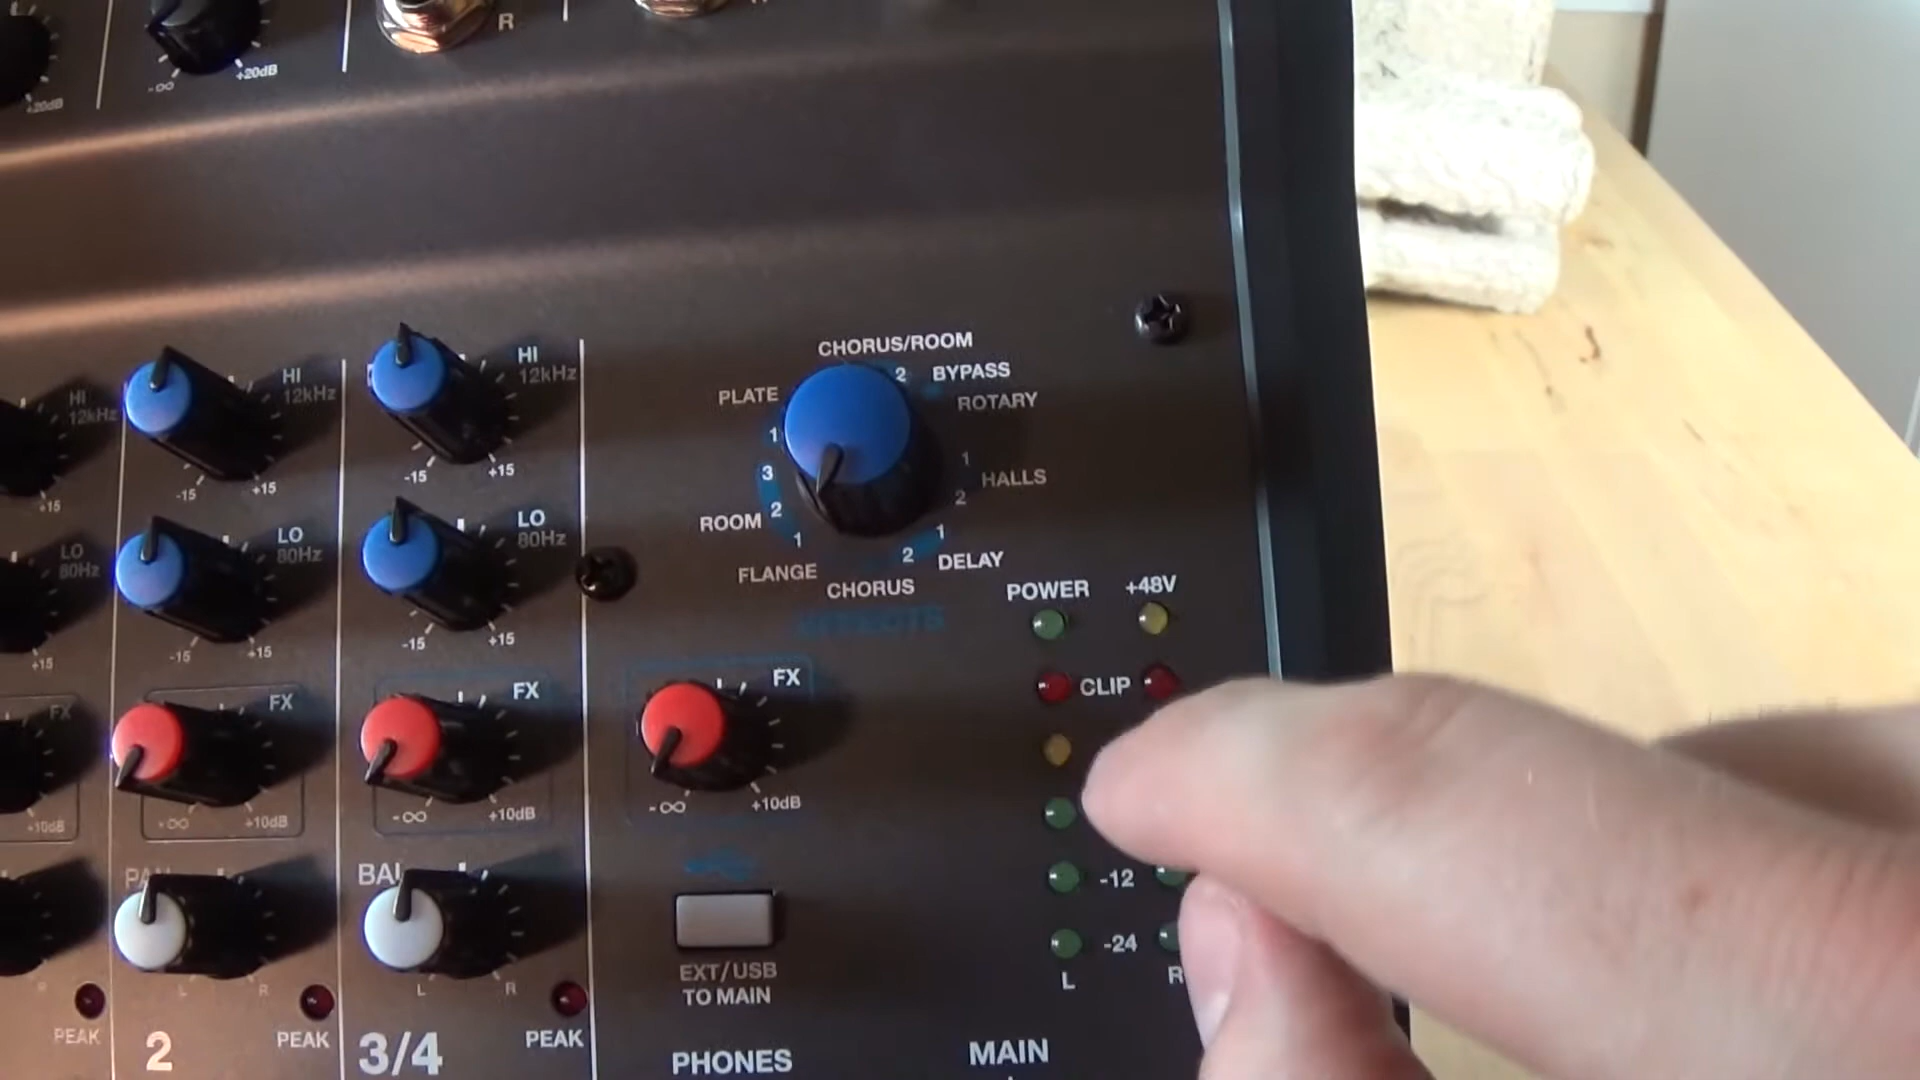 R
-∞
+20dB
+20dB
CHORUS/ROOM
2
BYPASS
PLATE
ROTARY
1
1
HALLS
3
2
ROOM
2
1
1
DELAY
2
FLANGE
CHORUS
HI
12kHz
HI
12kHz
HI
12kHz
-15
+15
-15
+15
+15
LO
80Hz
LO
80Hz
LO
80Hz
-15
+15
-15
+15
+15
POWER
+48V
CLIP
FX
FX
FX
FX
-∞
+10dB
-∞
+10dB
-∞
+10dB
+10dB
-12
-24
L
R
BAL
L
R
L
R
R
EXT/USB
TO MAIN
PEAK
PEAK
PEAK
2
3/4
PHONES
MAIN